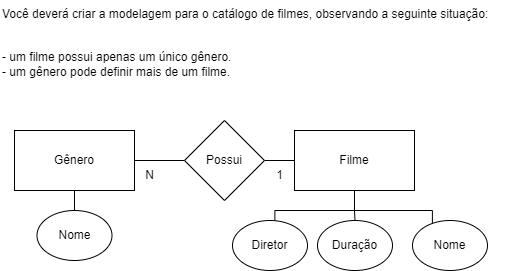 Você deverá criar a modelagem para o catálogo de filmes, observando a seguinte situação:
- um filme possui apenas um único gênero.
- um gênero pode definir mais de um filme.
Gênero
Possui
Filme
N
1
Nome
Diretor
Duração
Nome